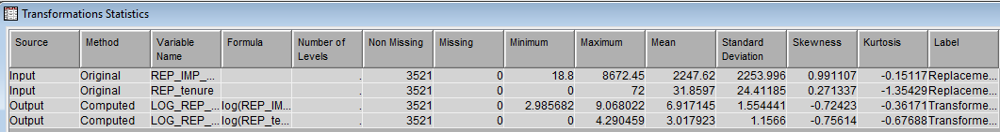 Transformations Statistics
Source Method Variable Name Formula Number of Levels Non Missing Missing Minimum Maximum Mean Standard Deviation Skewness Kurtosis Label
Input Original REP_IMP_... . 3521 0 18.8 8672.45 2247.62 2253.996 0.991107 -0.15117 Replaceme...
Input Original REP_tenure . 3521 0 0 72 31.8597 24.41185 0.271337 -1.35429 Replaceme...
Output Computed LOG_REP_... log(REP_IM... . 3521 0 2.985682 9.068022 6.917145 1.554441 -0.72423 -0.36171 Transforme...
Output Computed LOG_REP_... log(REP_te... . 3521 0 0 4.290459 3.017923 1.1566 -0.75614 -0.67688 Transforme...